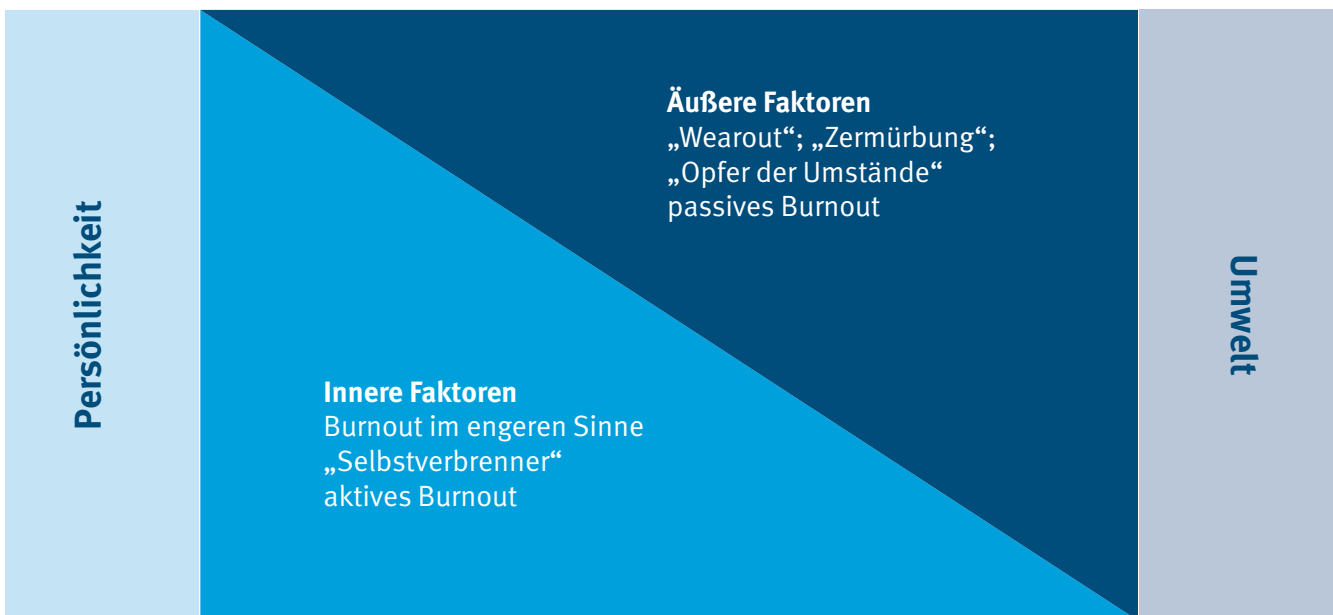 Persönlichkeit
Äußere Faktoren
„Wearout“; „Zermürbung“;
„Opfer der Umstände“
passives Burnout
Innere Faktoren
Burnout im engeren Sinne
„Selbstverbrenner“
aktives Burnout
Umwelt